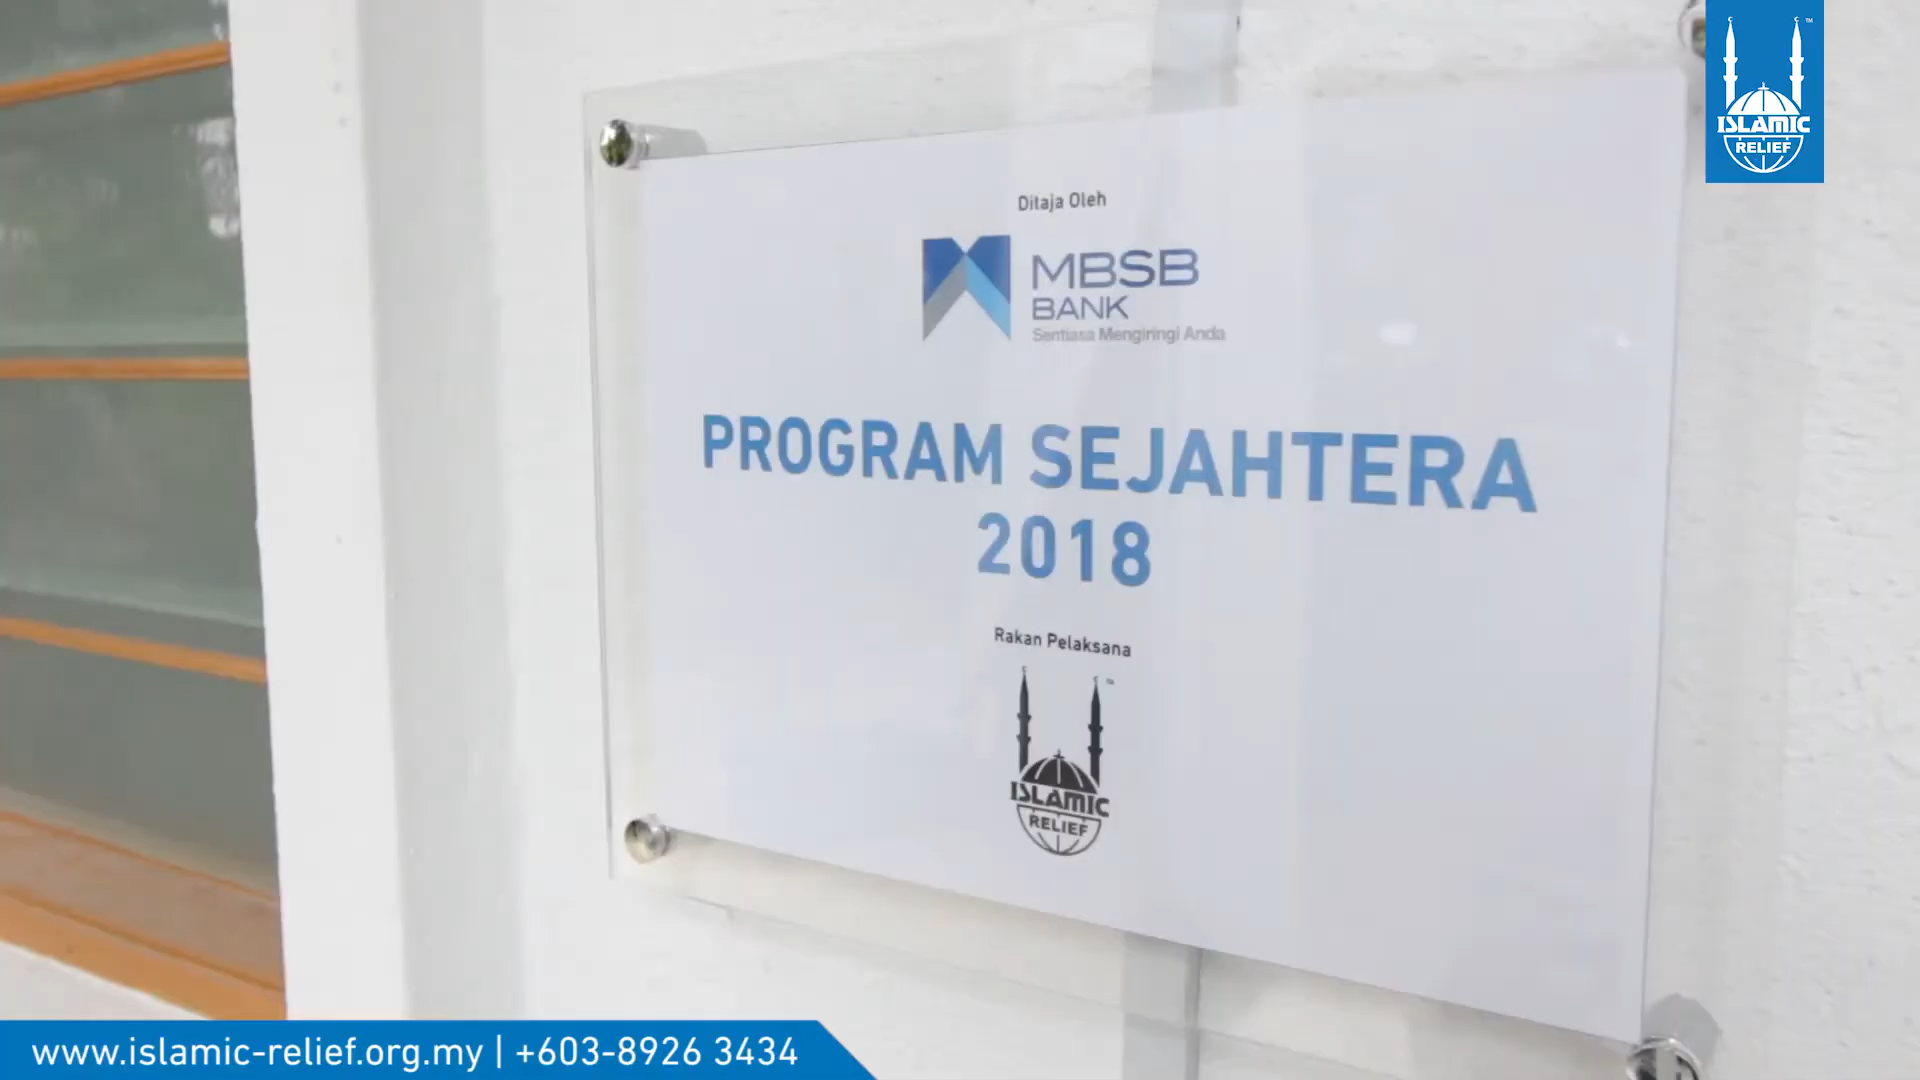 ISLAMIC
RELIEF
Ditaja Oleh
MBSB
BANK
Sentiasa Mengiringi Anda
PROGRAM SEJAHTERA
2018
Rakan Pelaksana
ISLAMIC
RELIEF
www.islamic-relief.org.my | +603-8926 3434